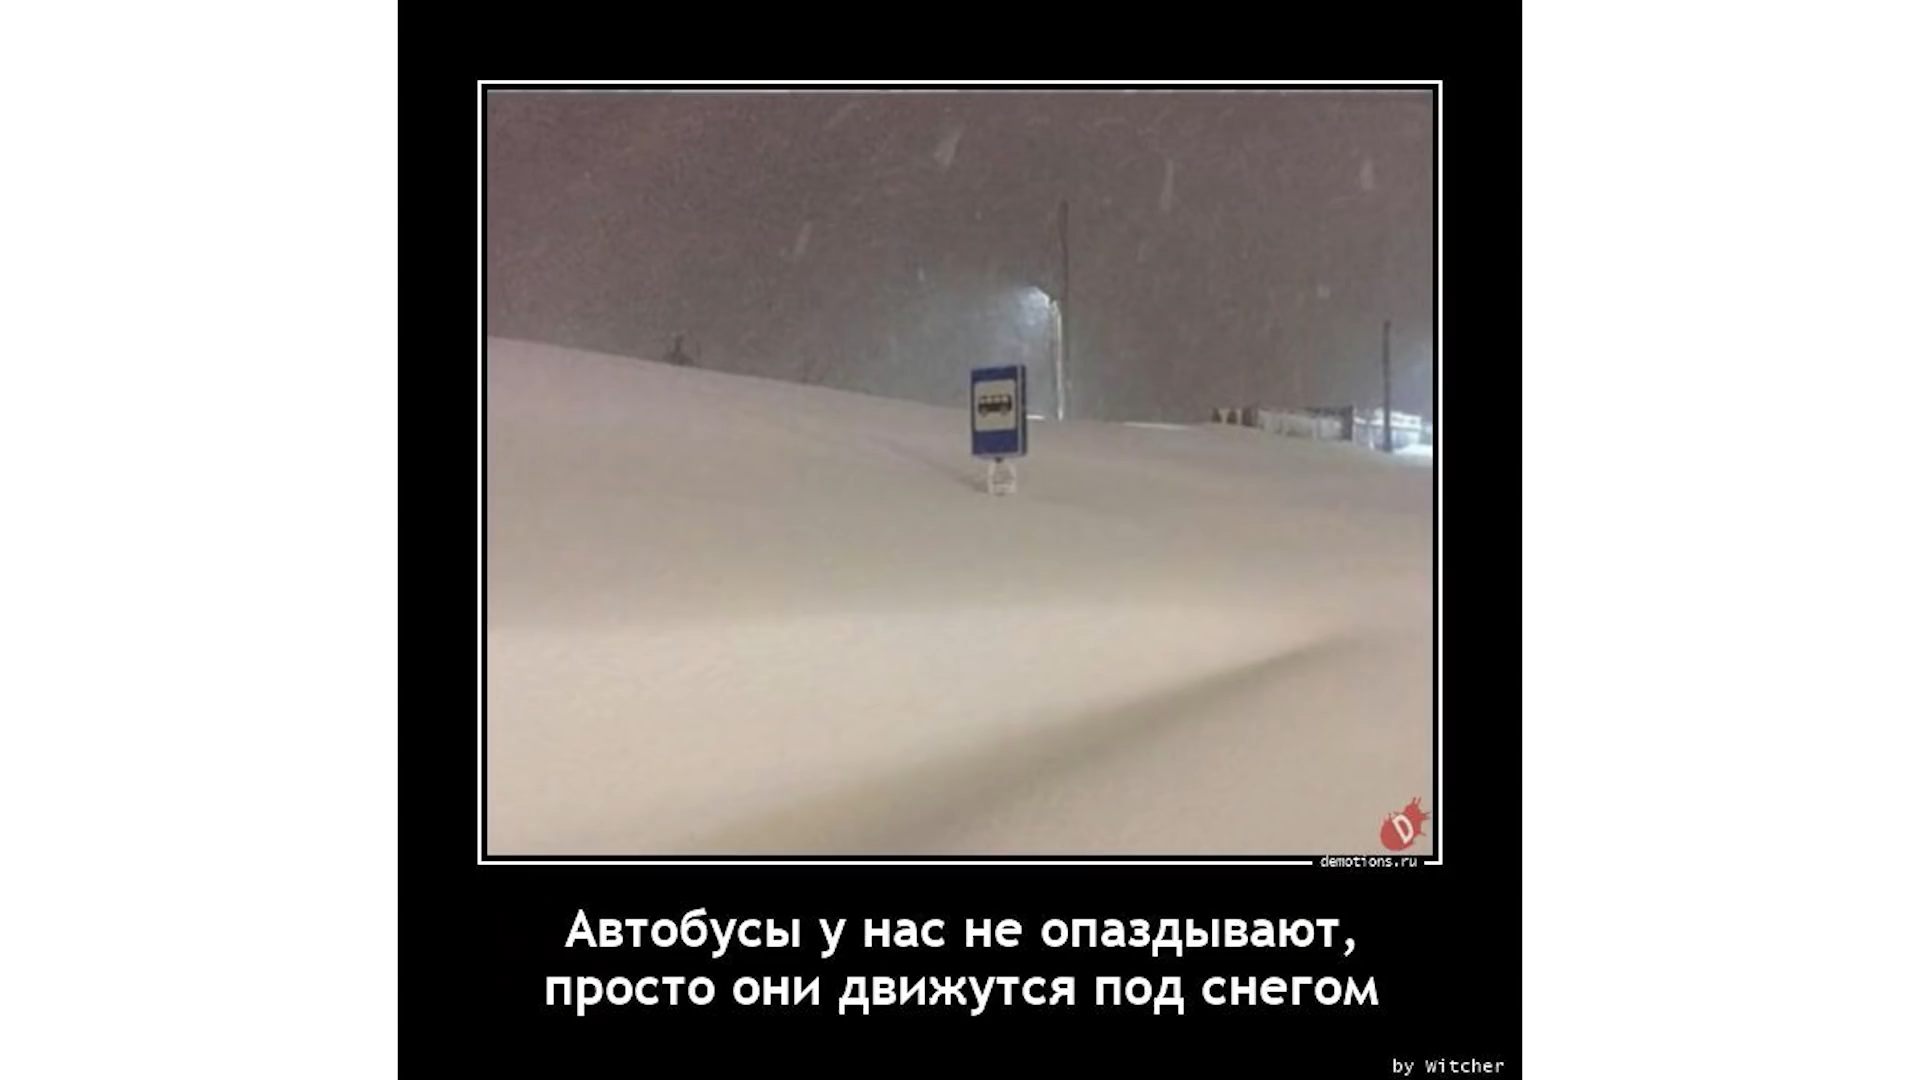 D
demotions.ru
Автобусы у нас не опаздывают,
просто они движутся под снегом
by Witcher